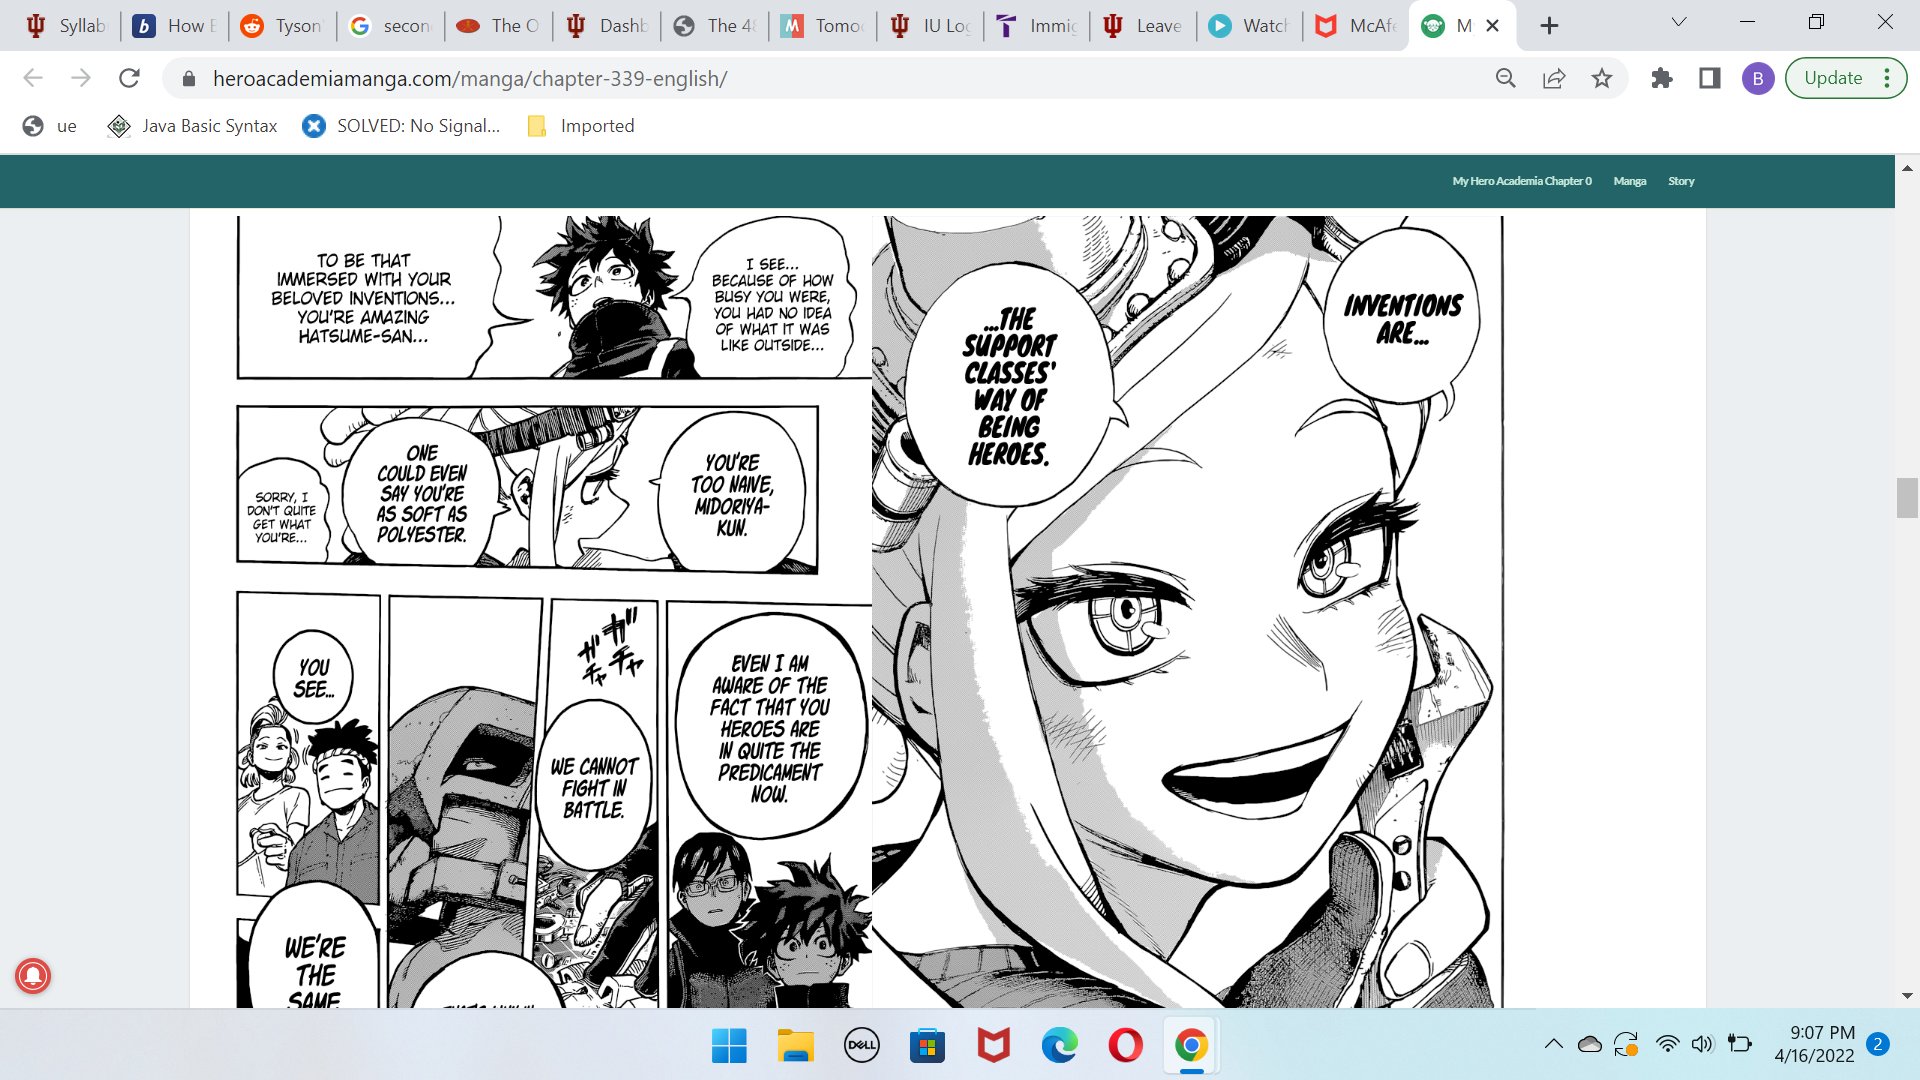 Syllab
How E
Tyson'
secon
The O
Dashb
The 48
Tomod
IU Log
Immig
Leave
Watch
McAfe
M
heroacademiamanga.com/manga/chapter-339-english/
B
Update
ue
Java Basic Syntax
SOLVED: No Signal...
Imported
My Hero Academia Chapter 0
Manga
Story
I SEE...
BECAUSE OF HOW
BUSY YOU WERE,
YOU HAD NO IDEA
OF WHAT IT WAS
LIKE OUTSIDE...
TO BE THAT
IMMERSED WITH YOUR
BELOVED INVENTIONS...
YOU'RE AMAZING
HATSUME-SAN...
YOU'RE
TOO NAIVE,
MIDORIYA-
KUN.
ONE
COULD EVEN
SAY YOU'RE
AS SOFT AS
POLYESTER.
SORRY, I
DON'T QUITE
GET WHAT
YOU'RE...
EVEN I AM
AWARE OF THE
FACT THAT YOU
HEROES ARE
IN QUITE THE
PREDICAMENT
NOW.
ガガ
チャチャ
WE CANNOT
FIGHT IN
BATTLE.
YOU
SEE...
WE'RE
THE
SAME
INVENTIONS
ARE...
...THE
SUPPORT
CLASSES'
WAY OF
BEING
HEROES.
DELL
9:07 PM
4/16/2022
2